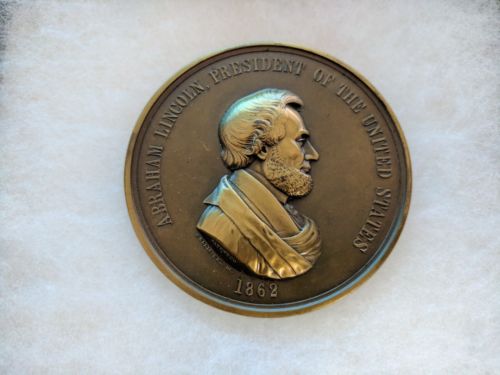 ABRAHAM LINCOLN, PRESIDENT OF THE UNITED STATES
1862